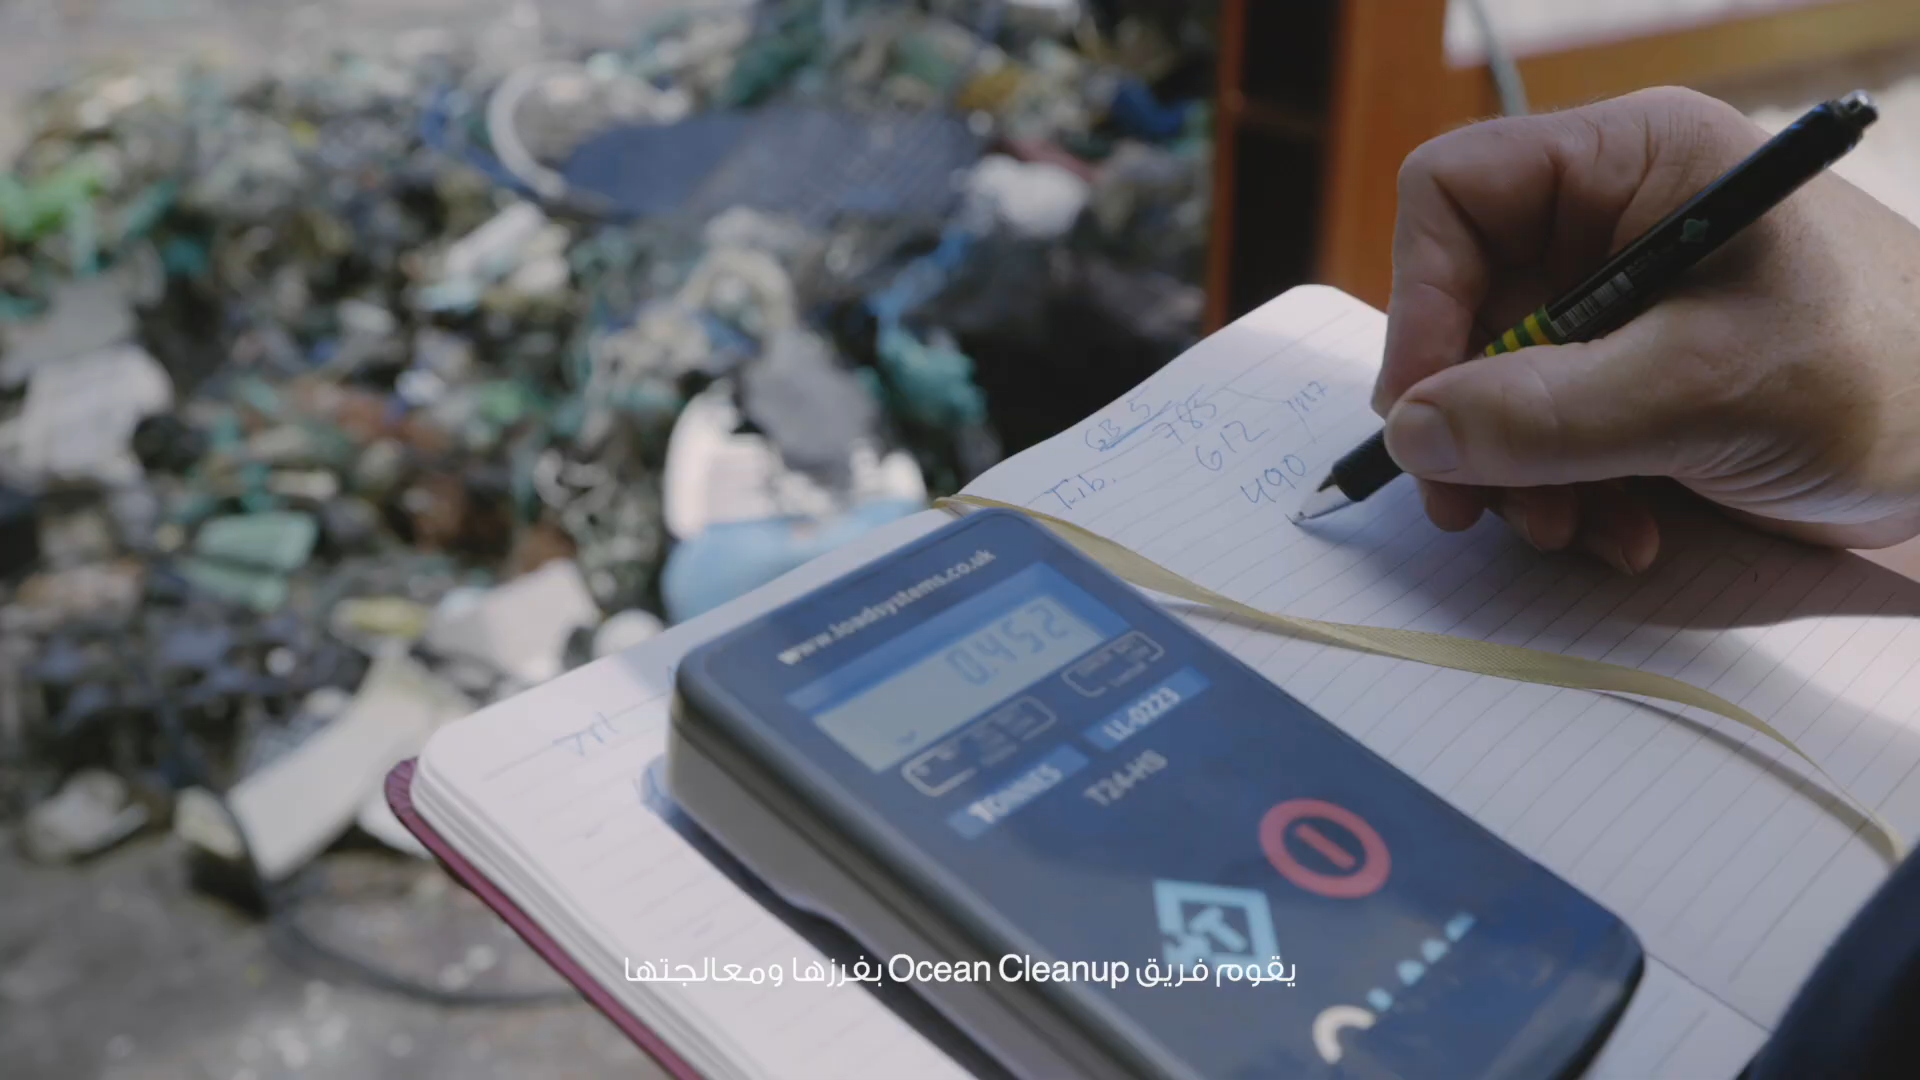 GB 5
785
612
490
Tib.
www.loadsystems.co.uk
0.452
TONNES
LL-0223
T24-HS
يقوم فريق Ocean Cleanup بفرزها ومعالجتها